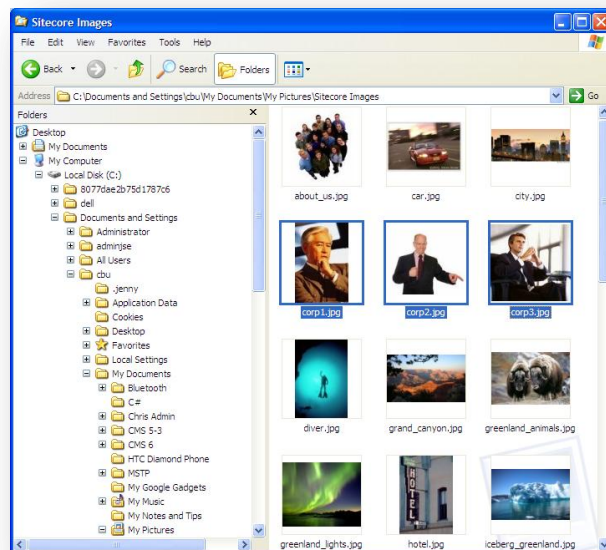 Sitecore Images
File Edit View Favorites Tools Help
Back Search Folders
Address C:\Documents and Settings\cbu\My Documents\My Pictures\Sitecore Images Go
Folders
Desktop
My Documents
My Computer
Local Disk (C:)
8077dae2b75d1787c6
dell
Documents and Settings
Administrator
adminjse
All Users
cbu
.jenny
Application Data
Cookies
Desktop
Favorites
Local Settings
My Documents
Bluetooth
C#
Chris Admin
CMS 5-3
CMS 6
HTC Diamond Phone
MSTP
My Google Gadgets
My Music
My Notes and Tips
My Pictures
about_us.jpg car.jpg city.jpg
corp1.jpg corp2.jpg corp3.jpg
diver.jpg grand_canyon.jpg greenland_animals.jpg
HOTEL
greenland_lights.jpg hotel.jpg iceberg_greenland.jpg